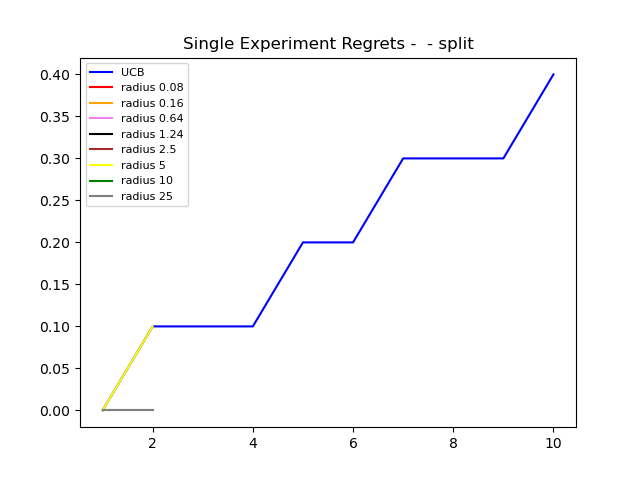 Single Experiment Regrets -  - split
UCB
radius 0.08
radius 0.16
radius 0.64
radius 1.24
radius 2.5
radius 5
radius 10
radius 25
0.40
0.35
0.30
0.25
0.20
0.15
0.10
0.05
0.00
2 4 6 8 10